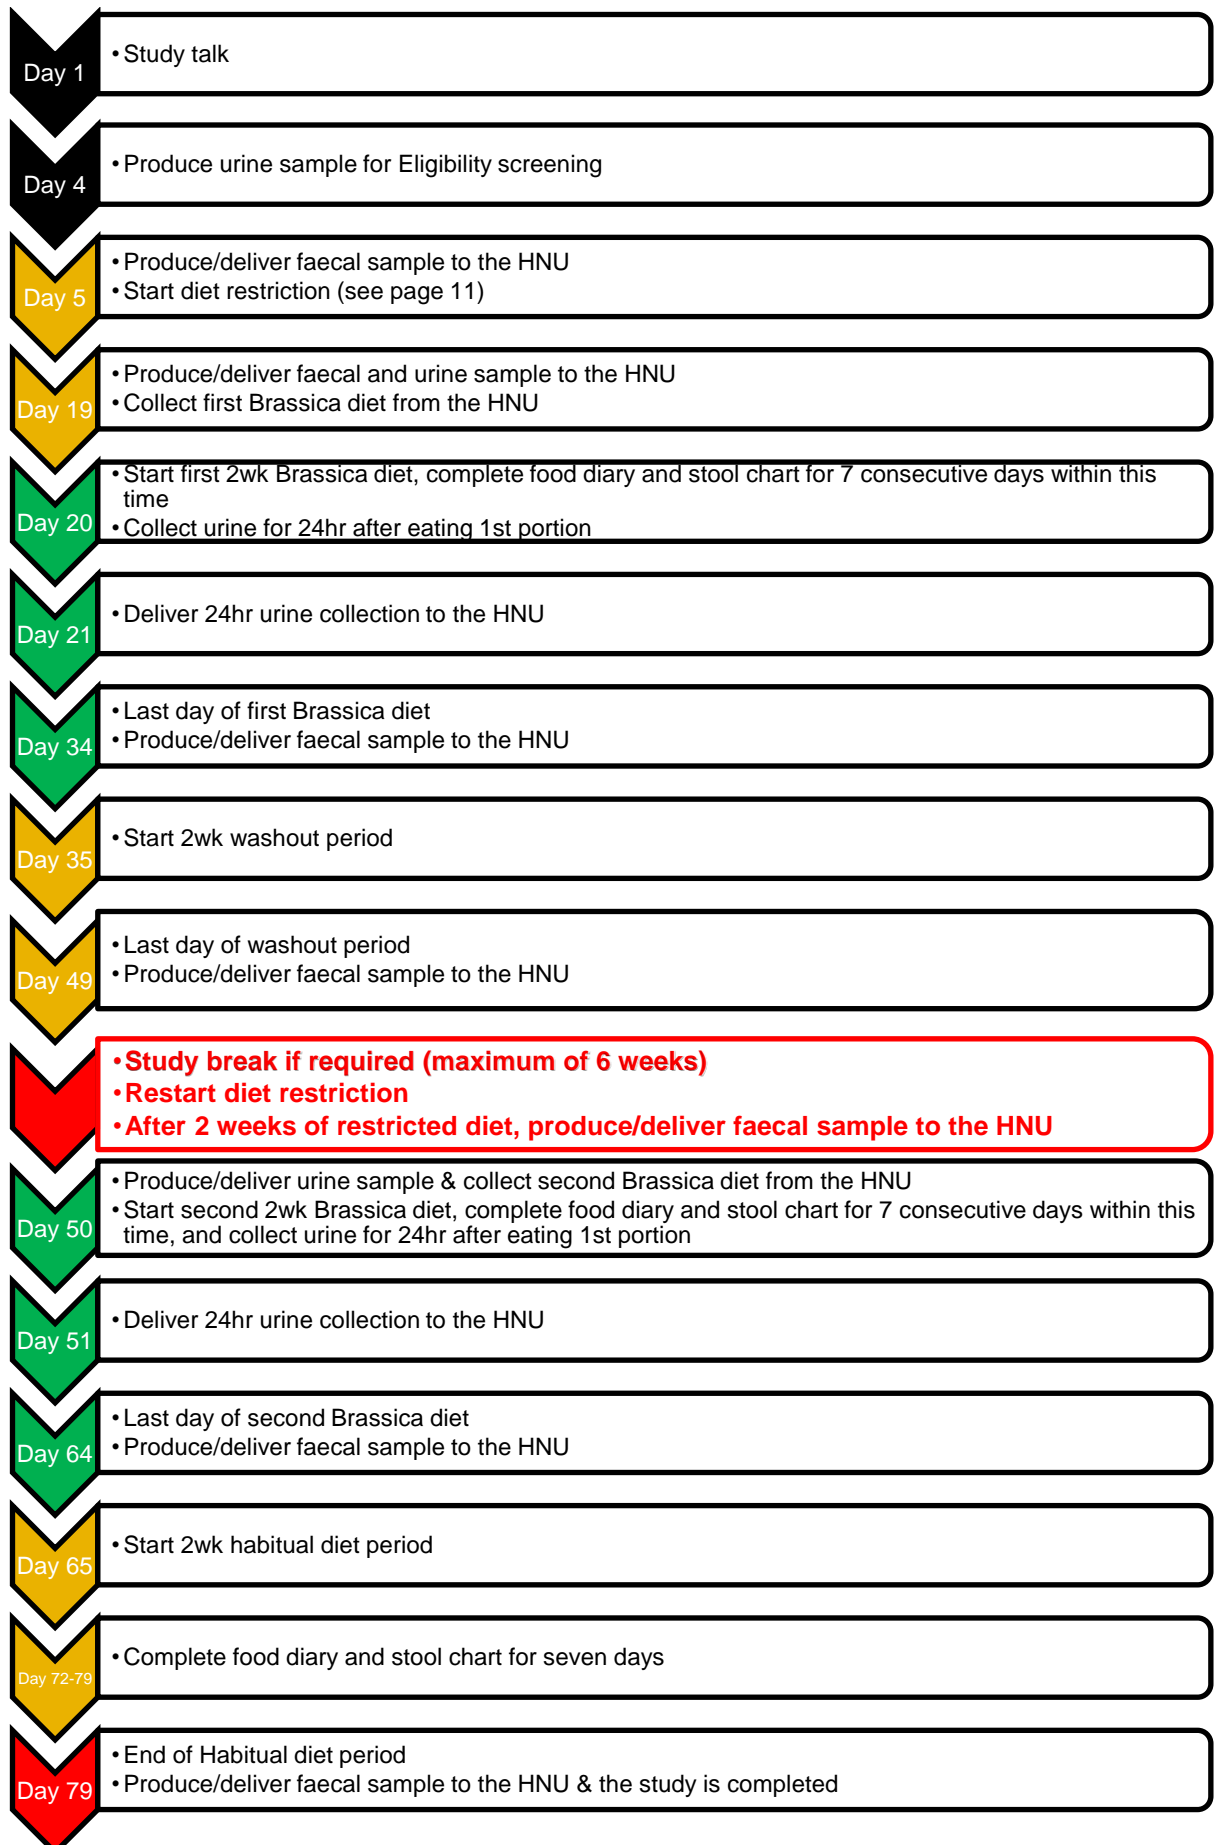 Day 1
•Study talk
Day 4
•Produce urine sample for Eligibility screening
Day 5
•Produce/deliver faecal sample to the HNU
•Start diet restriction (see page 11)
Day 19
•Produce/deliver faecal and urine sample to the HNU
•Collect first Brassica diet from the HNU
Day 20
•Start first 2wk Brassica diet, complete food diary and stool chart for 7 consecutive days within this
time
•Collect urine for 24hr after eating 1st portion
Day 21
•Deliver 24hr urine collection to the HNU
Day 34
•Last day of first Brassica diet
•Produce/deliver faecal sample to the HNU
Day 35
•Start 2wk washout period
Day 49
•Last day of washout period
•Produce/deliver faecal sample to the HNU
•Study break if required (maximum of 6 weeks)
•Restart diet restriction
•After 2 weeks of restricted diet, produce/deliver faecal sample to the HNU
Day 50
•Produce/deliver urine sample & collect second Brassica diet from the HNU
•Start second 2wk Brassica diet, complete food diary and stool chart for 7 consecutive days within this
time, and collect urine for 24hr after eating 1st portion
Day 51
•Deliver 24hr urine collection to the HNU
Day 64
•Last day of second Brassica diet
•Produce/deliver faecal sample to the HNU
Day 65
•Start 2wk habitual diet period
Day 72-79
•Complete food diary and stool chart for seven days
Day 79
•End of Habitual diet period
•Produce/deliver faecal sample to the HNU & the study is completed